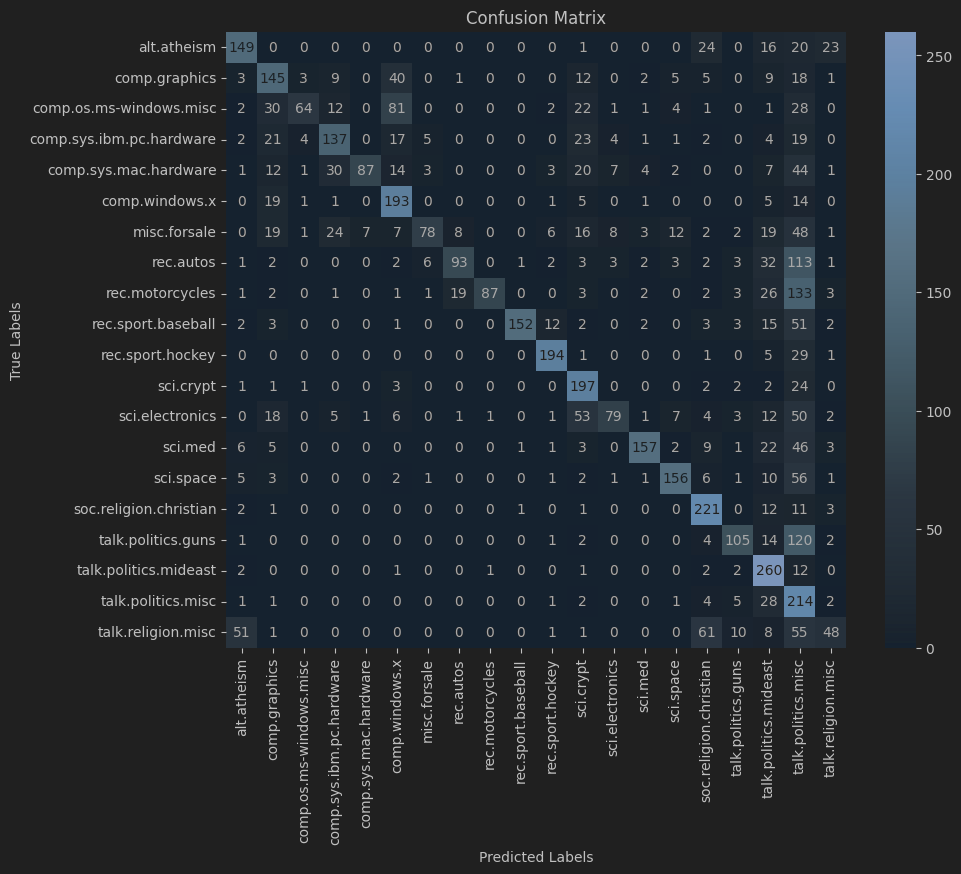 Confusion Matrix
True Labels
alt.atheism 149 0 0 0 0 0 0 0 0 0 0 1 0 0 0 24 0 16 20 23
comp.graphics 3 145 3 9 0 40 0 1 0 0 0 12 0 2 5 5 0 9 18 1
comp.os.ms-windows.misc 2 30 64 12 0 81 0 0 0 0 2 22 1 1 4 1 0 1 28 0
comp.sys.ibm.pc.hardware 2 21 4 137 0 17 5 0 0 0 0 23 4 1 1 2 0 4 19 0
comp.sys.mac.hardware 1 12 1 30 87 14 3 0 0 0 3 20 7 4 2 0 0 7 44 1
comp.windows.x 0 19 1 1 0 193 0 0 0 0 1 5 0 1 0 0 0 5 14 0
misc.forsale 0 19 1 24 7 7 78 8 0 0 6 16 8 3 12 2 2 19 48 1
rec.autos 1 2 0 0 0 2 6 93 0 1 2 3 3 2 3 2 3 32 113 1
rec.motorcycles 1 2 0 1 0 1 1 19 87 0 0 3 0 2 0 2 3 26 133 3
rec.sport.baseball 2 3 0 0 0 1 0 0 0 152 12 2 0 2 0 3 3 15 51 2
rec.sport.hockey 0 0 0 0 0 0 0 0 0 0 194 1 0 0 0 1 0 5 29 1
sci.crypt 1 1 1 0 0 3 0 0 0 0 0 197 0 0 0 2 2 2 24 0
sci.electronics 0 18 0 5 1 6 0 1 1 0 1 53 79 1 7 4 3 12 50 2
sci.med 6 5 0 0 0 0 0 0 0 1 1 3 0 157 2 9 1 22 46 3
sci.space 5 3 0 0 0 2 1 0 0 0 1 2 1 1 156 6 1 10 56 1
soc.religion.christian 2 1 0 0 0 0 0 0 0 1 0 1 0 0 0 221 0 12 11 3
talk.politics.guns 1 0 0 0 0 0 0 0 0 0 1 2 0 0 0 4 105 14 120 2
talk.politics.mideast 2 0 0 0 0 1 0 0 1 0 0 1 0 0 0 2 2 260 12 0
talk.politics.misc 1 1 0 0 0 0 0 0 0 0 1 2 0 0 1 4 5 28 214 2
talk.religion.misc 51 1 0 0 0 0 0 0 0 0 1 1 0 0 0 61 10 8 55 48
alt.atheism
comp.graphics
comp.os.ms-windows.misc
comp.sys.ibm.pc.hardware
comp.sys.mac.hardware
comp.windows.x
misc.forsale
rec.autos
rec.motorcycles
rec.sport.baseball
rec.sport.hockey
sci.crypt
sci.electronics
sci.med
sci.space
soc.religion.christian
talk.politics.guns
talk.politics.mideast
talk.politics.misc
talk.religion.misc
Predicted Labels
250
200
150
100
50
0